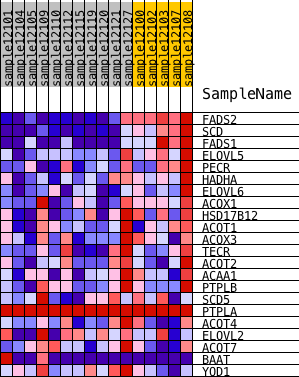 sample12101
sample12104
sample12105
sample12109
sample12110
sample12112
sample12115
sample12119
sample12120
sample12121
sample12122
sample12100
sample12102
sample12103
sample12107
sample12108
SampleName
FADS2
SCD
FADS1
ELOVL5
PECR
HADHA
ELOVL6
ACOX1
HSD17B12
ACOT1
ACOX3
TECR
ACOT2
ACAA1
PTPLB
SCD5
PTPLA
ACOT4
ELOVL2
ACOT7
BAAT
YOD1